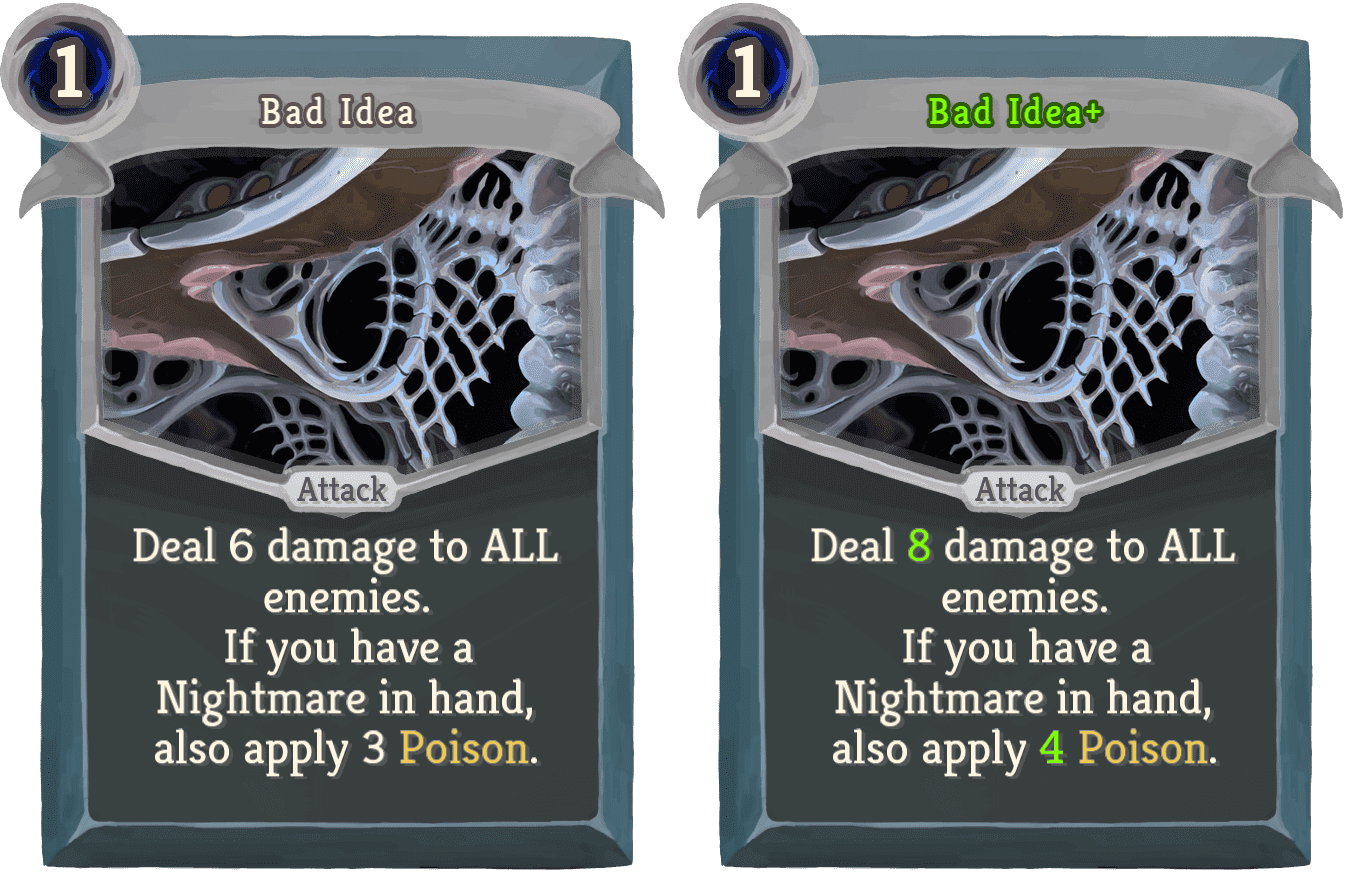 1
Bad Idea
Attack
Deal 6 damage to ALL
enemies.
If you have a
Nightmare in hand,
also apply 3 Poison.
1
Bad Idea+
Attack
Deal 8 damage to ALL
enemies.
If you have a
Nightmare in hand,
also apply 4 Poison.